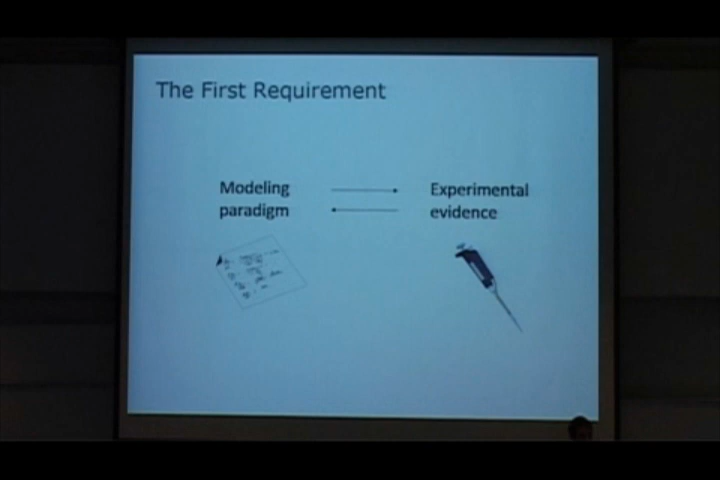 The First Requirement
Modeling
paradigm
Experimental
evidence